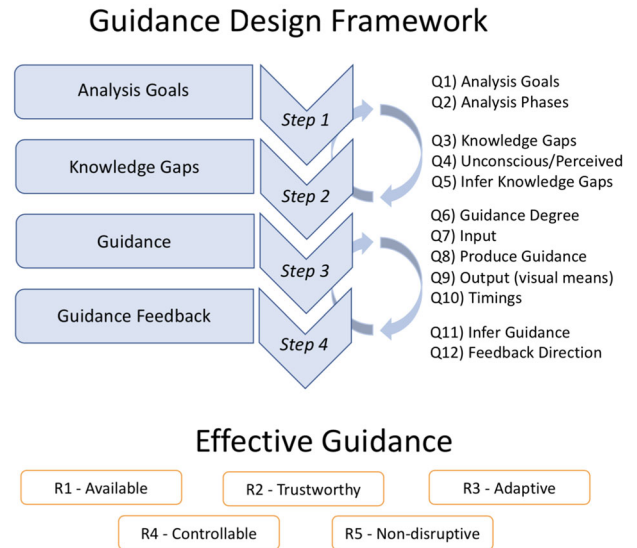 Guidance Design Framework
Analysis Goals
Step 1
Q1) Analysis Goals
Q2) Analysis Phases
Knowledge Gaps
Step 2
Q3) Knowledge Gaps
Q4) Unconscious/Perceived
Q5) Infer Knowledge Gaps
Guidance
Step 3
Q6) Guidance Degree
Q7) Input
Q8) Produce Guidance
Q9) Output (visual means)
Q10) Timings
Guidance Feedback
Step 4
Q11) Infer Guidance
Q12) Feedback Direction
Effective Guidance
R1 - Available
R2 - Trustworthy
R3 - Adaptive
R4 - Controllable
R5 - Non-disruptive